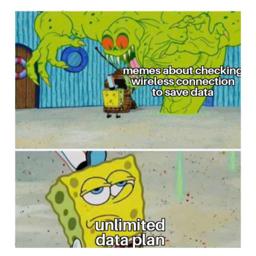 memes about checking
wireless connection
to save data
unlimited
data plan